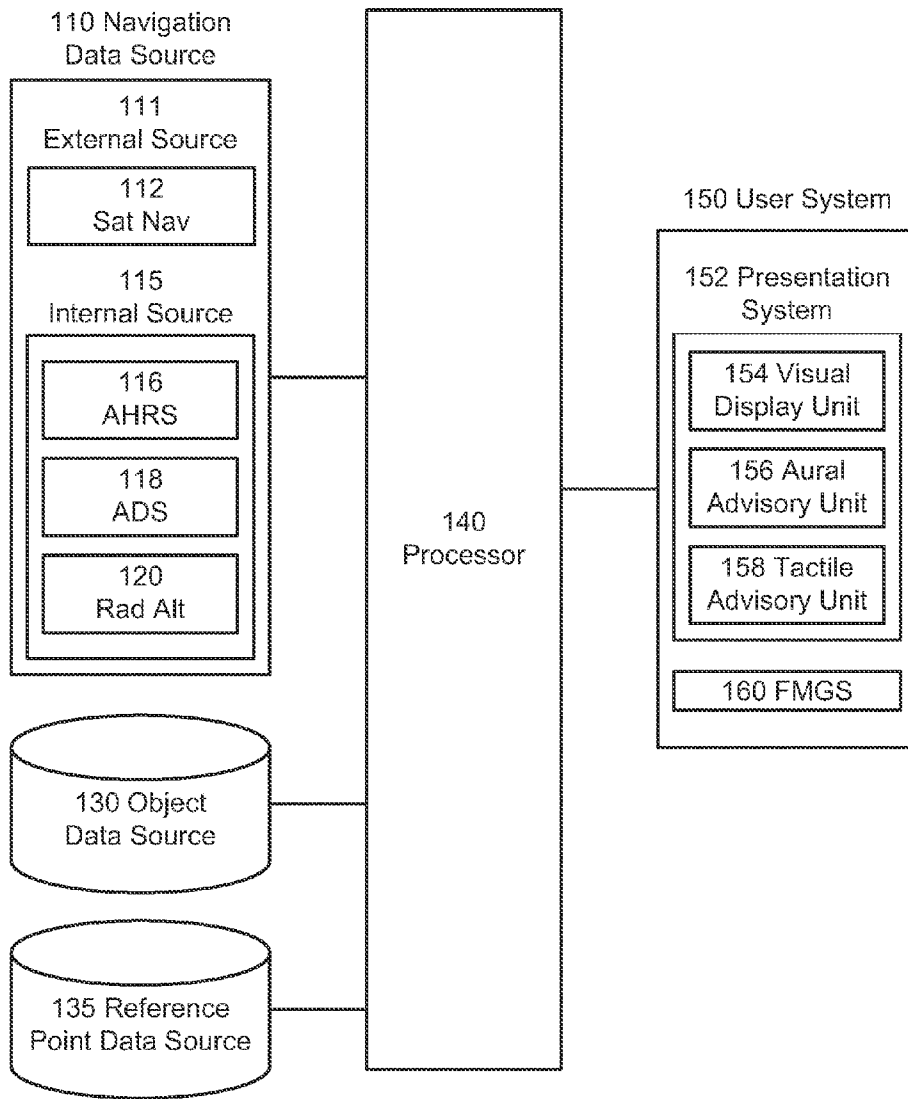 110 Navigation
Data Source
111
External Source
112
Sat Nav
115
Internal Source
116
AHRS
118
ADS
120
Rad Alt
130 Object
Data Source
135 Reference
Point Data Source
140
Processor
150 User System
152 Presentation
System
154 Visual
Display Unit
156 Aural
Advisory Unit
158 Tactile
Advisory Unit
160 FMGS